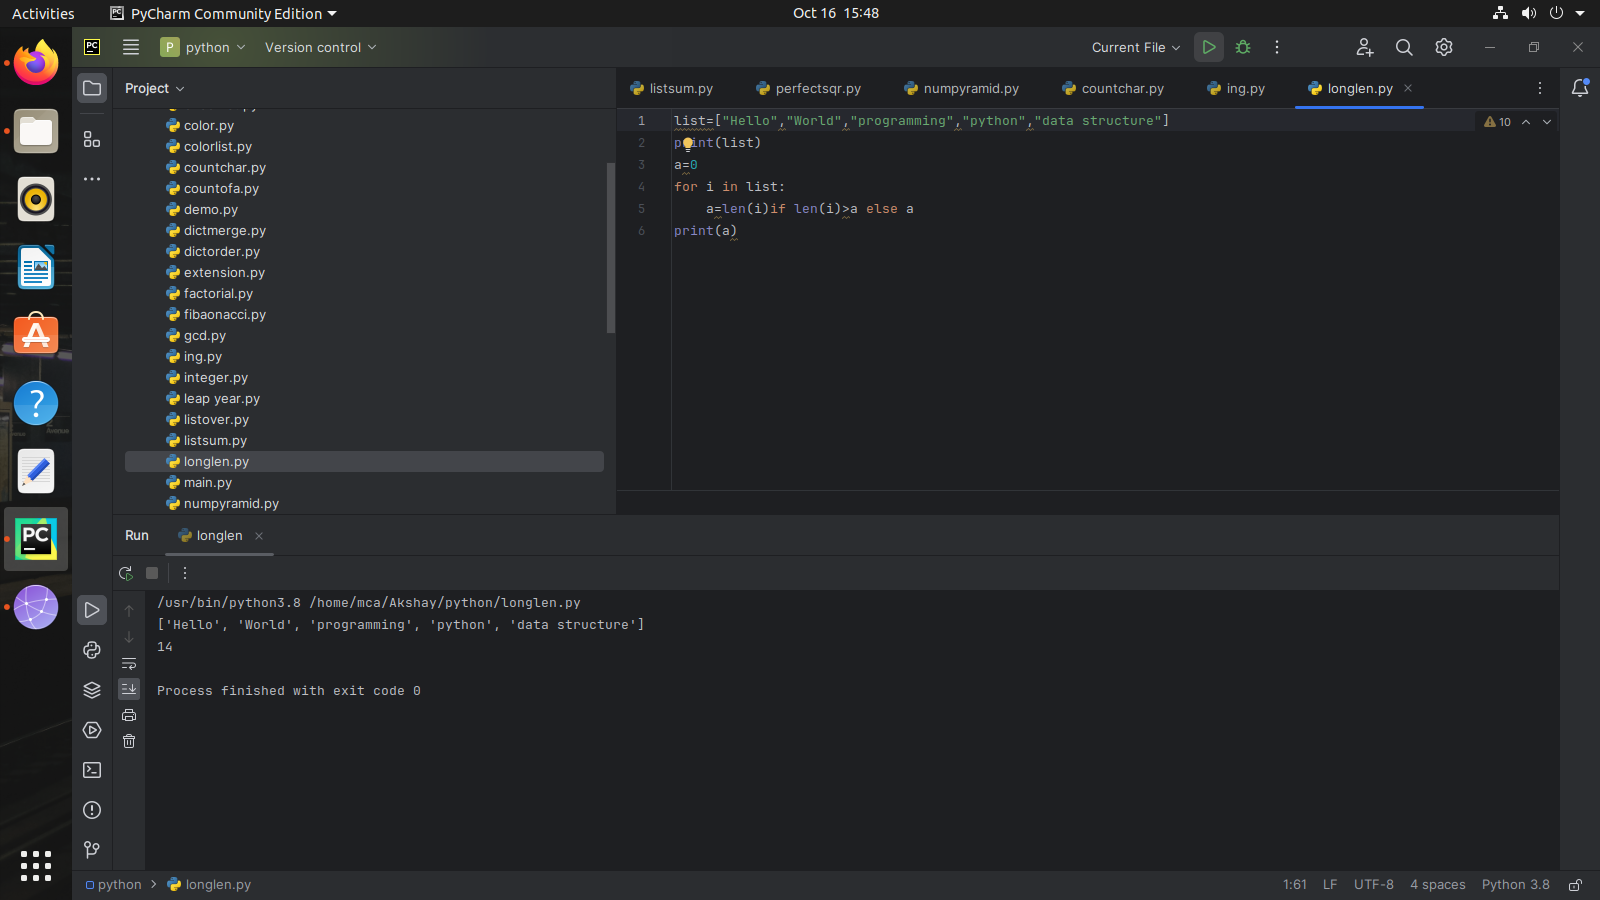 Activities PyCharm Community Edition Oct 16 15:48
PC P python Version control Current File
Project
listsum.py perfectsqr.py numpyramid.py countchar.py ing.py longlen.py
color.py
colorlist.py
countchar.py
countofa.py
demo.py
dictmerge.py
dictorder.py
extension.py
factorial.py
fibaonacci.py
gcd.py
ing.py
integer.py
leap year.py
listover.py
listsum.py
longlen.py
main.py
numpyramid.py
1 list=["Hello","World","programming","python","data structure"]
10
2 print(list)
3 a=0
4 for i in list:
5     a=len(i)if len(i)>a else a
6 print(a)
PC
Run longlen
/usr/bin/python3.8 /home/mca/Akshay/python/longlen.py
['Hello', 'World', 'programming', 'python', 'data structure']
14
Process finished with exit code 0
python longlen.py 1:61 LF UTF-8 4 spaces Python 3.8